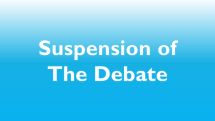 Suspension of
The Debate